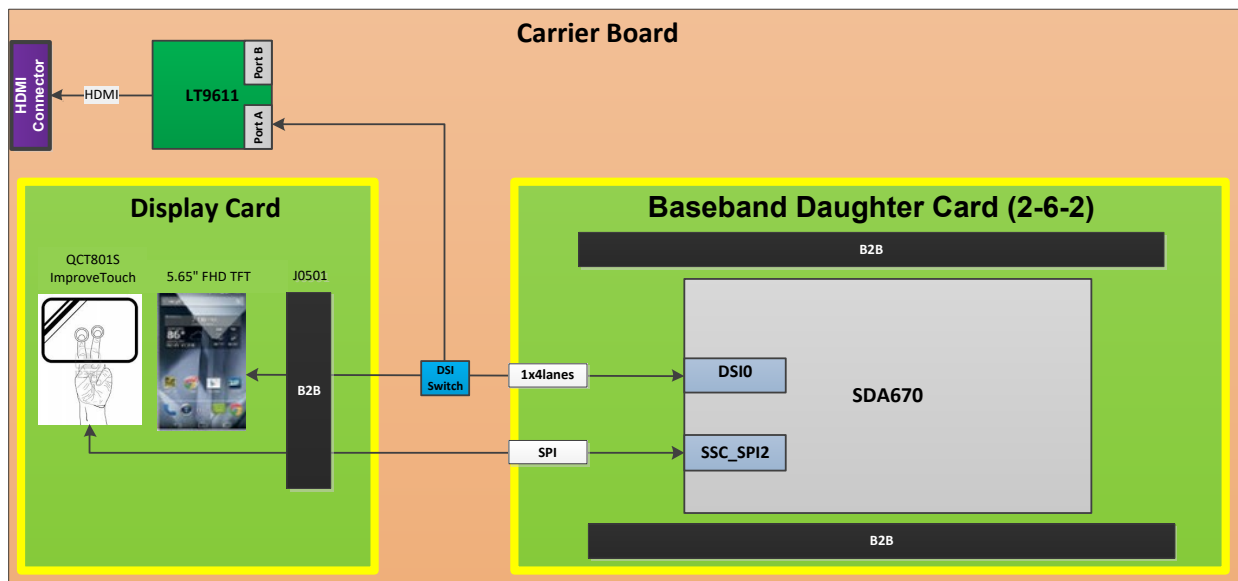 Carrier Board
HDMI
Connector
HDMI
LT9611
Port B
Port A
Display Card
QCT801S
ImproveTouch
5.65" FHD TFT
J0501
B2B
DSI
Switch
Baseband Daughter Card (2-6-2)
B2B
1x4lanes
DSI0
SDA670
SPI
SSC_SPI2
B2B